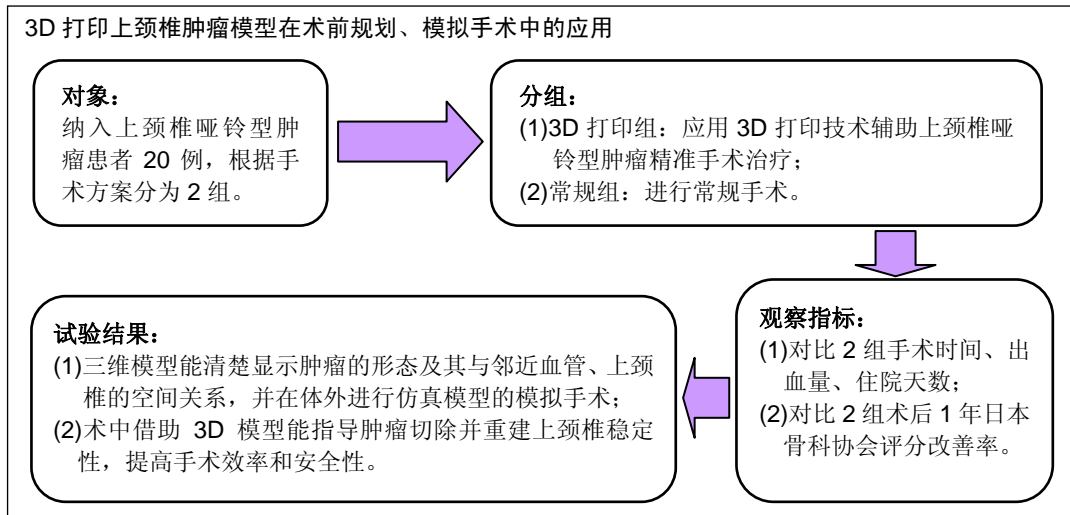 3D 打印上颈椎肿瘤模型在术前规划、模拟手术中的应用
对象：
纳入上颈椎哑铃型肿
瘤患者 20 例，根据手
术方案分为 2 组。
分组：
(1)3D 打印组：应用 3D 打印技术辅助上颈椎哑
铃型肿瘤精准手术治疗；
(2)常规组：进行常规手术。
观察指标：
(1)对比 2 组手术时间、出
血量、住院天数；
(2)对比 2 组术后 1 年日本
骨科协会评分改善率。
试验结果：
(1)三维模型能清楚显示肿瘤的形态及其与邻近血管、上颈
椎的空间关系，并在体外进行仿真模型的模拟手术；
(2)术中借助 3D 模型能指导肿瘤切除并重建上颈椎稳定
性，提高手术效率和安全性。